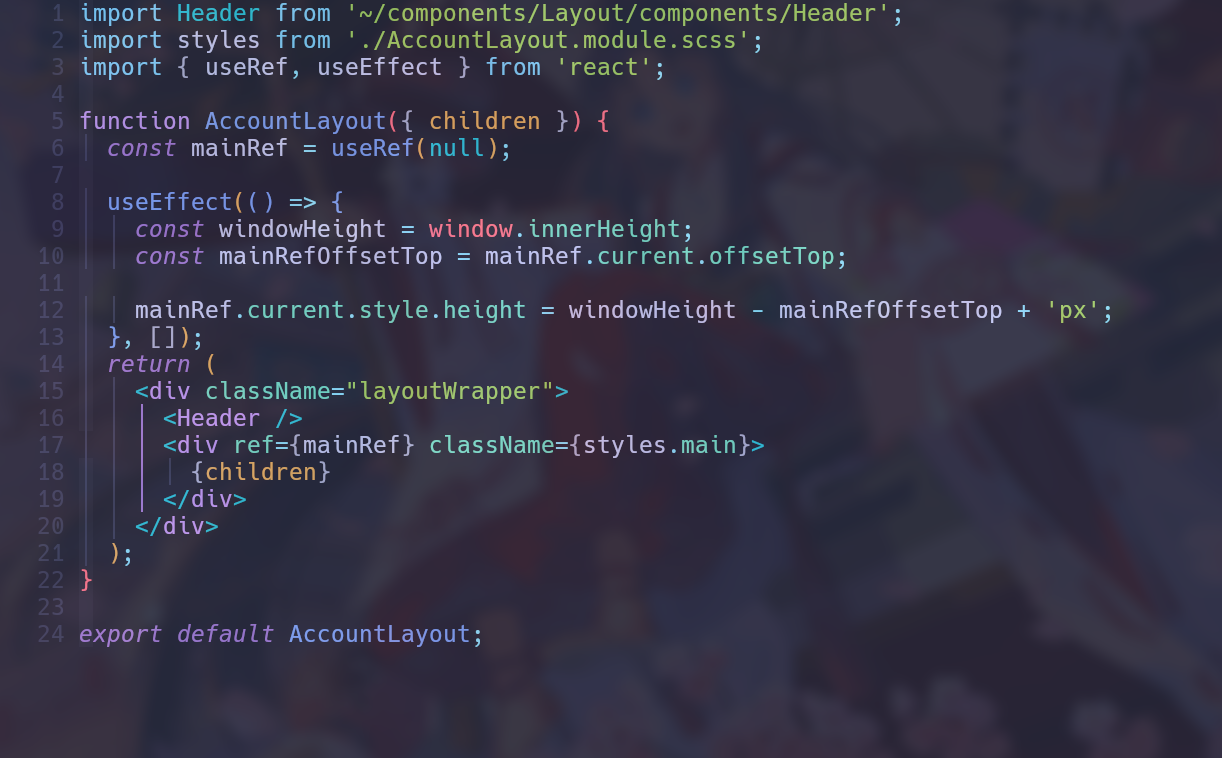 1 import Header from '~/components/Layout/components/Header';
2 import styles from './AccountLayout.module.scss';
3 import { useRef, useEffect } from 'react';
4
5 function AccountLayout({ children }) {
6   const mainRef = useRef(null);
7
8   useEffect(() => {
9     const windowHeight = window.innerHeight;
10     const mainRefOffsetTop = mainRef.current.offsetTop;
11
12     mainRef.current.style.height = windowHeight - mainRefOffsetTop + 'px';
13   }, []);
14   return (
15     <div className="layoutWrapper">
16       <Header />
17       <div ref={mainRef} className={styles.main}>
18         {children}
19       </div>
20     </div>
21   );
22 }
23
24 export default AccountLayout;